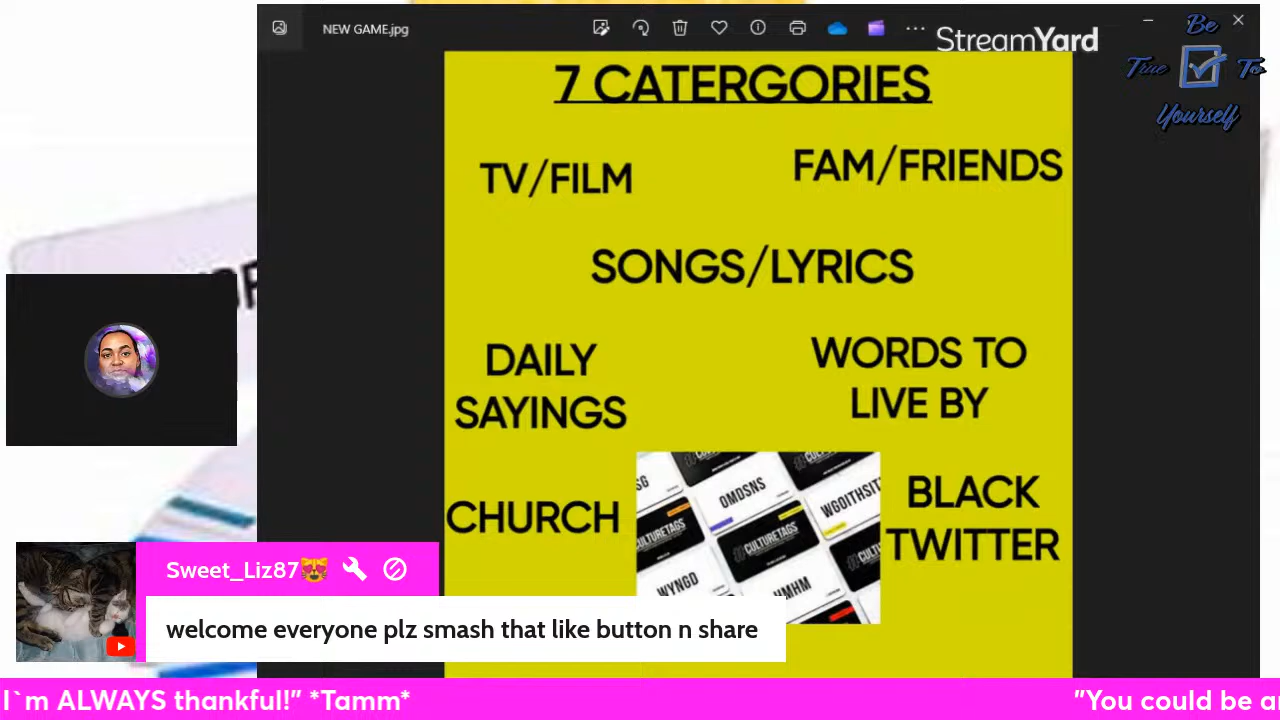 NEW GAME.jpg
StreamYard
Be
True To
Yourself
7 CATERGORIES
TV/FILM
FAM/FRIENDS
SONGS/LYRICS
DAILY
SAYINGS
WORDS TO
LIVE BY
CHURCH
BLACK
TWITTER
OMDSNS
WGOITHSIT
#CULTURETAGS
CULTURETAGS
WYNGD
HMHM
Sweet_Liz87
welcome everyone plz smash that like button n share
I`m ALWAYS thankful!" *Tamm*
"You could be